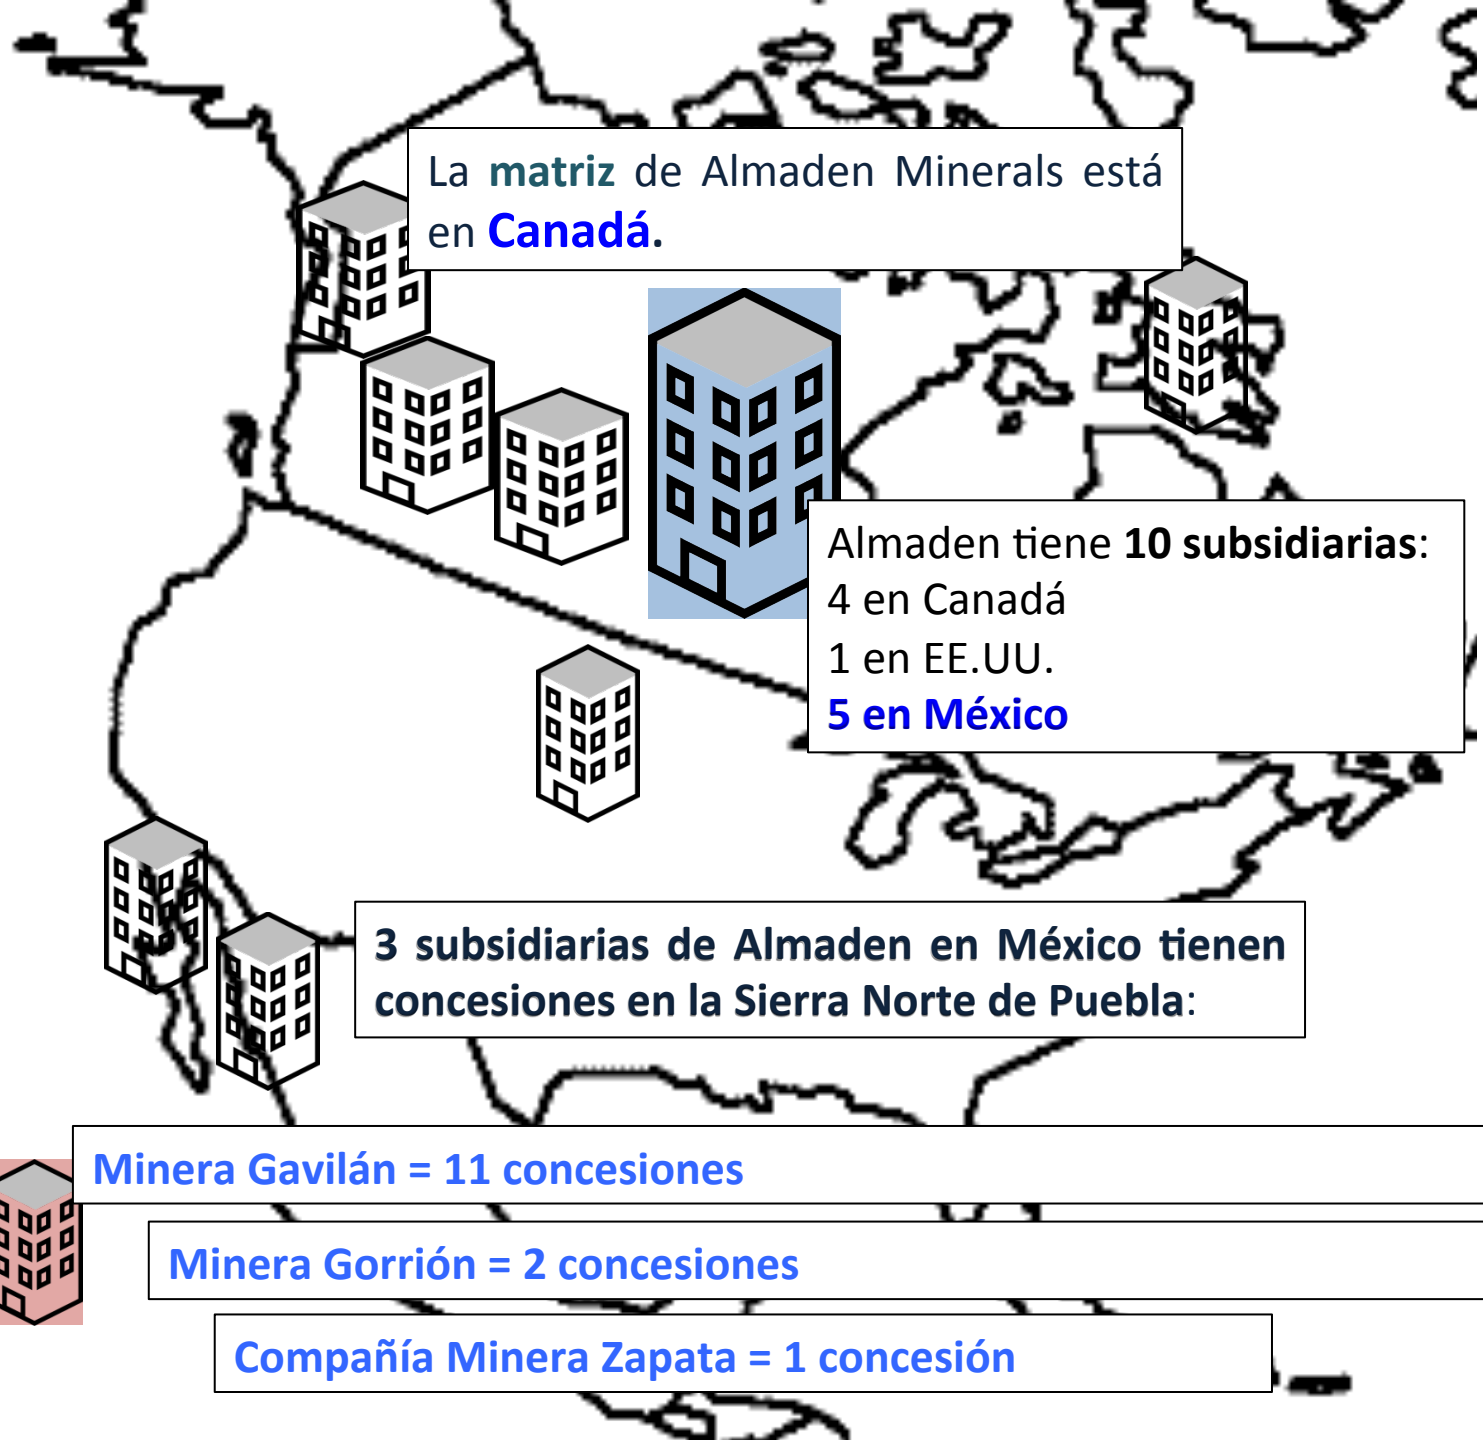 La matriz de Almaden Minerals está
en Canadá.
Almaden tiene 10 subsidiarias:
4 en Canadá
1 en EE.UU.
5 en México
3 subsidiarias de Almaden en México tienen
concesiones en la Sierra Norte de Puebla:
Minera Gavilán = 11 concesiones
Minera Gorrión = 2 concesiones
Compañía Minera Zapata = 1 concesión